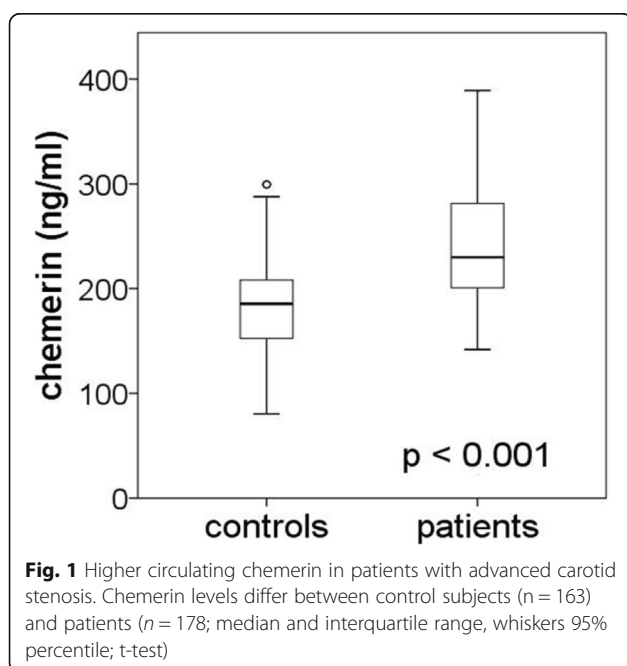 400
300
200
100
0
chemerin (ng/ml)
p < 0.001
controls patients
Fig. 1 Higher circulating chemerin in patients with advanced carotid
stenosis. Chemerin levels differ between control subjects (n = 163)
and patients (n = 178; median and interquartile range, whiskers 95%
percentile; t-test)